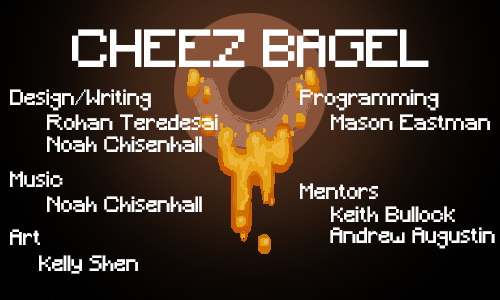 CHEEZ BAGEL
Design/Writing
Rohan Teredesai
Noah Chisenhall
Music
Noah Chisenhall
Art
Kelly Shen
Programming
Mason Eastman
Mentors
Keith Bullock
Andrew Augustin